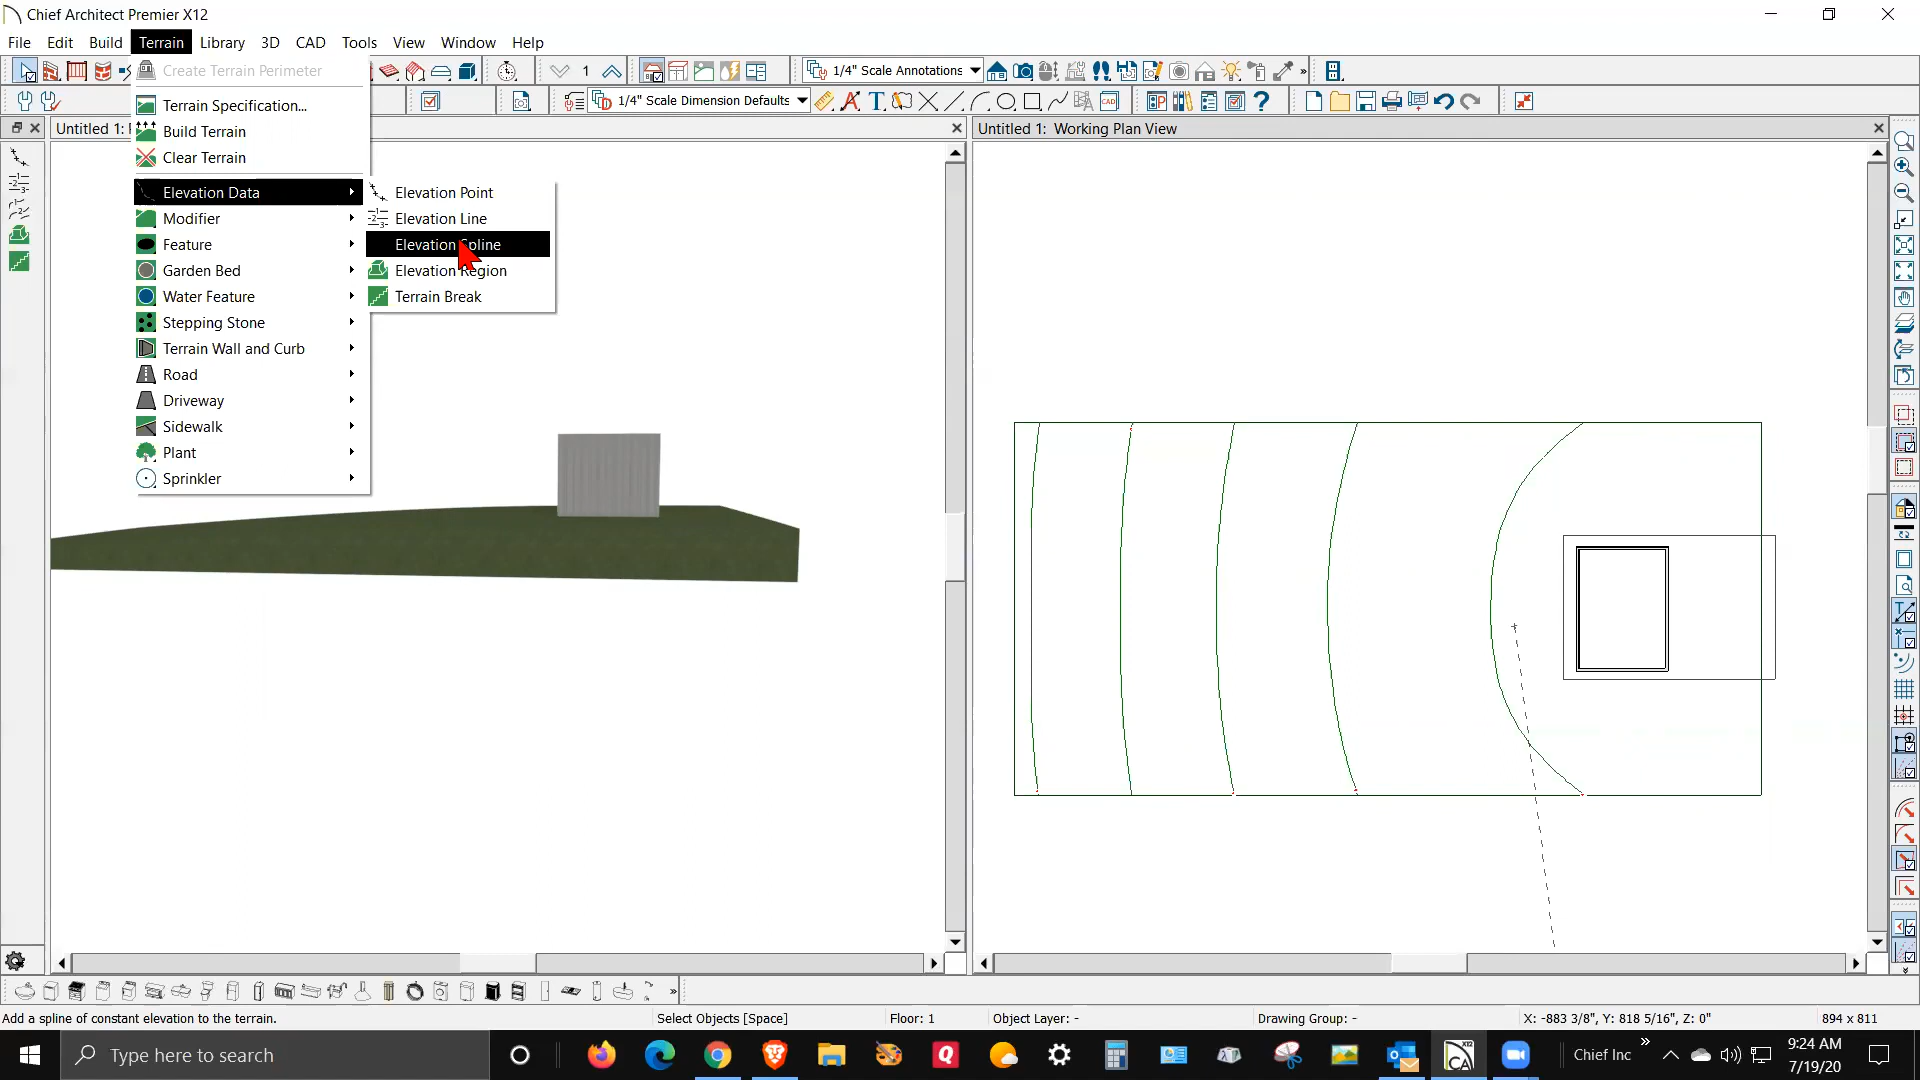 Chief Architect Premier X12
File Edit Build Terrain Library 3D CAD Tools View Window Help
Create Terrain Perimeter
1
1/4" Scale Annotations
Terrain Specification...
1/4" Scale Dimension Defaults
CAD
Untitled 1:
Untitled 1: Working Plan View
Build Terrain
Clear Terrain
Elevation Data
Modifier
Feature
Garden Bed
Water Feature
Stepping Stone
Terrain Wall and Curb
Road
Driveway
Sidewalk
Plant
Sprinkler
Elevation Point
Elevation Line
Elevation Spline
Elevation Region
Terrain Break
Add a spline of constant elevation to the terrain.
Select Objects [Space]
Floor: 1
Object Layer: -
Drawing Group: -
X: -883 3/8", Y: 818 5/16", Z: 0"
894 x 811
Type here to search
Chief Inc
9:24 AM
7/19/20